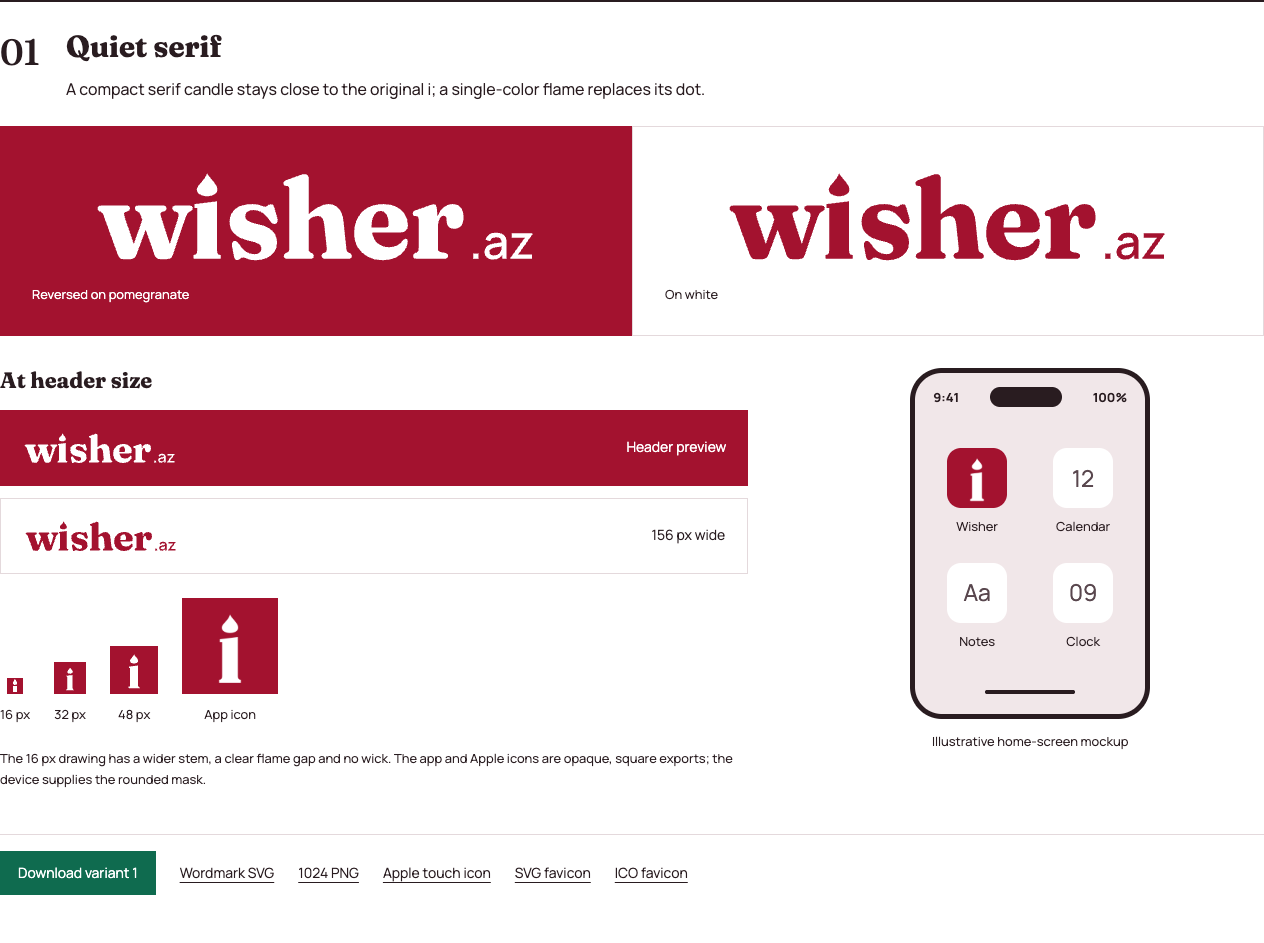 01
Quiet serif
A compact serif candle stays close to the original i; a single-color flame replaces its dot.
wisher.az
Reversed on pomegranate
wisher.az
On white
At header size
wisher.az
Header preview
wisher.az
156 px wide
i
i
i
i
16 px
32 px
48 px
App icon
The 16 px drawing has a wider stem, a clear flame gap and no wick. The app and Apple icons are opaque, square exports; the
device supplies the rounded mask.
9:41
100%
i
12
Wisher
Calendar
Aa
09
Notes
Clock
Illustrative home-screen mockup
Download variant 1
Wordmark SVG
1024 PNG
Apple touch icon
SVG favicon
ICO favicon